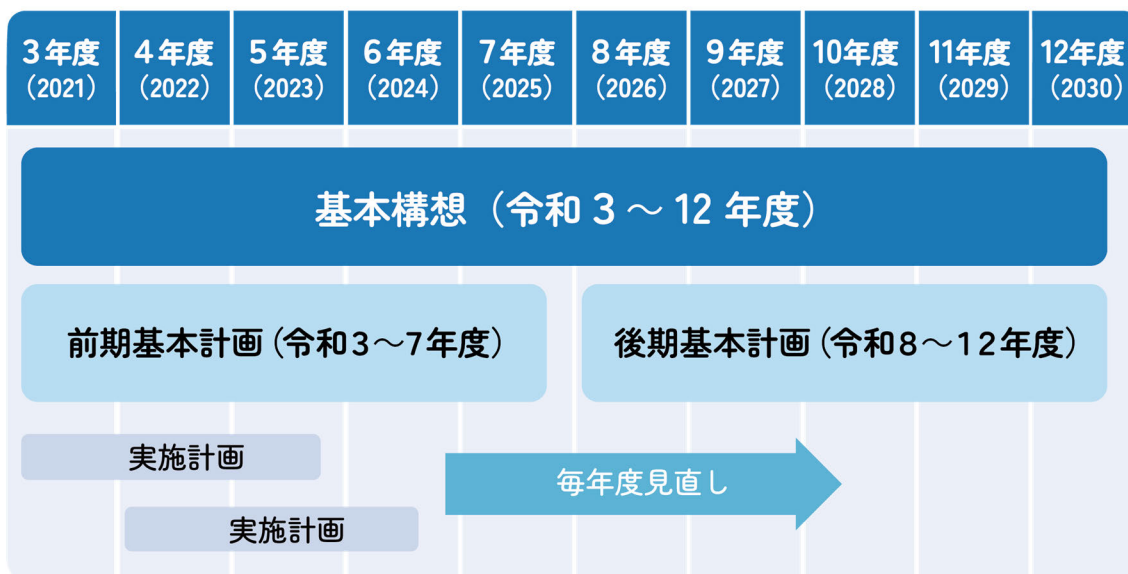 3年度 4年度 5年度 6年度 7年度 8年度 9年度 10年度 11年度 12年度
(2021) (2022) (2023) (2024) (2025) (2026) (2027) (2028) (2029) (2030)
基本構想（令和 3 ～ 12 年度）
前期基本計画（令和3～7年度） 後期基本計画（令和8～12年度）
実施計画
毎年度見直し
実施計画